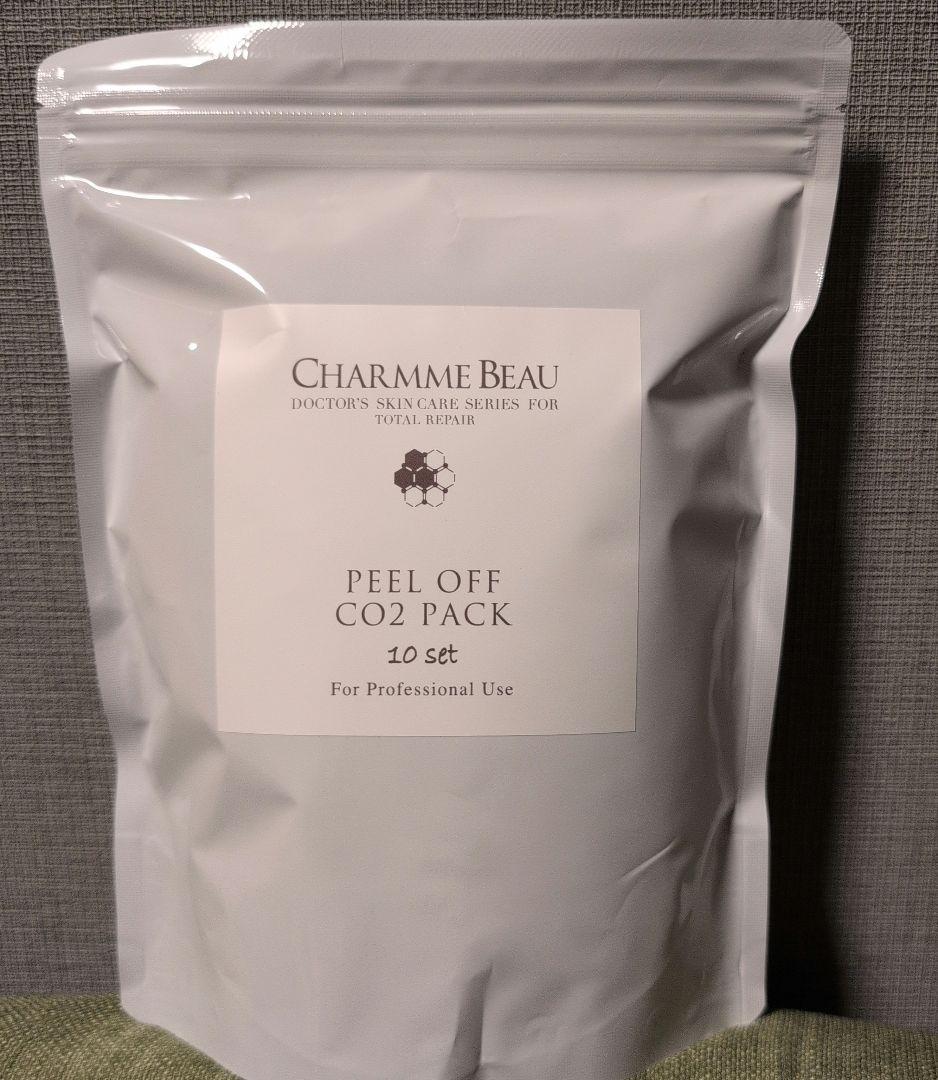 CHARMME BEAU
DOCTOR'S SKIN CARE SERIES FOR
TOTAL REPAIR
PEEL OFF
CO2 PACK
10 set
For Professional Use